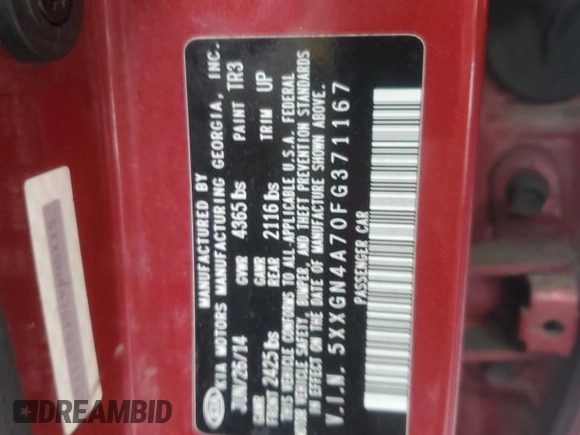 MANUFACTURED BY
KIA MOTORS MANUFACTURING GEORGIA, INC.
JUN/26/14 GVWR 4365 lbs PAINT TR3
GAWR FRONT 2425 lbs GAWR REAR 2116 lbs TRIM UP
THIS VEHICLE CONFORMS TO ALL APPLICABLE U.S.A. FEDERAL
MOTOR VEHICLE SAFETY, BUMPER, AND THEFT PREVENTION STANDARDS
IN EFFECT ON THE DATE OF MANUFACTURE SHOWN ABOVE.
V.I.N. 5XXGN4A70FG371167
PASSENGER CAR
KIA
DREAMBID
.COM